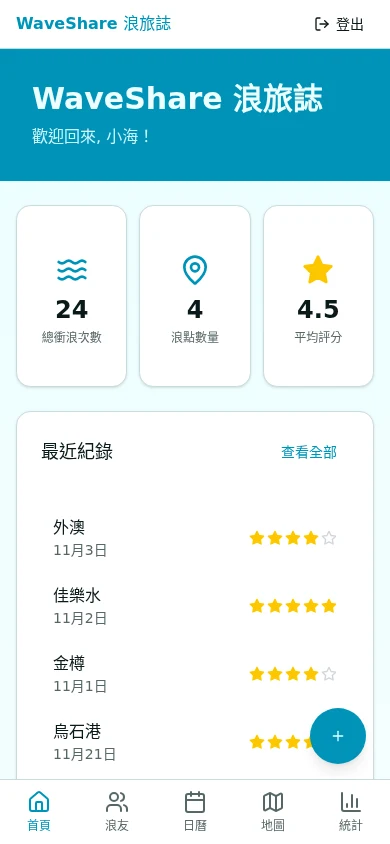 WaveShare 浪旅誌
登出
WaveShare 浪旅誌
歡迎回來, 小海！
24
總衝浪次數
4
浪點數量
4.5
平均評分
最近紀錄
查看全部
外澳
11月3日
佳樂水
11月2日
金樽
11月1日
烏石港
11月21日
+
首頁
浪友
日曆
地圖
統計